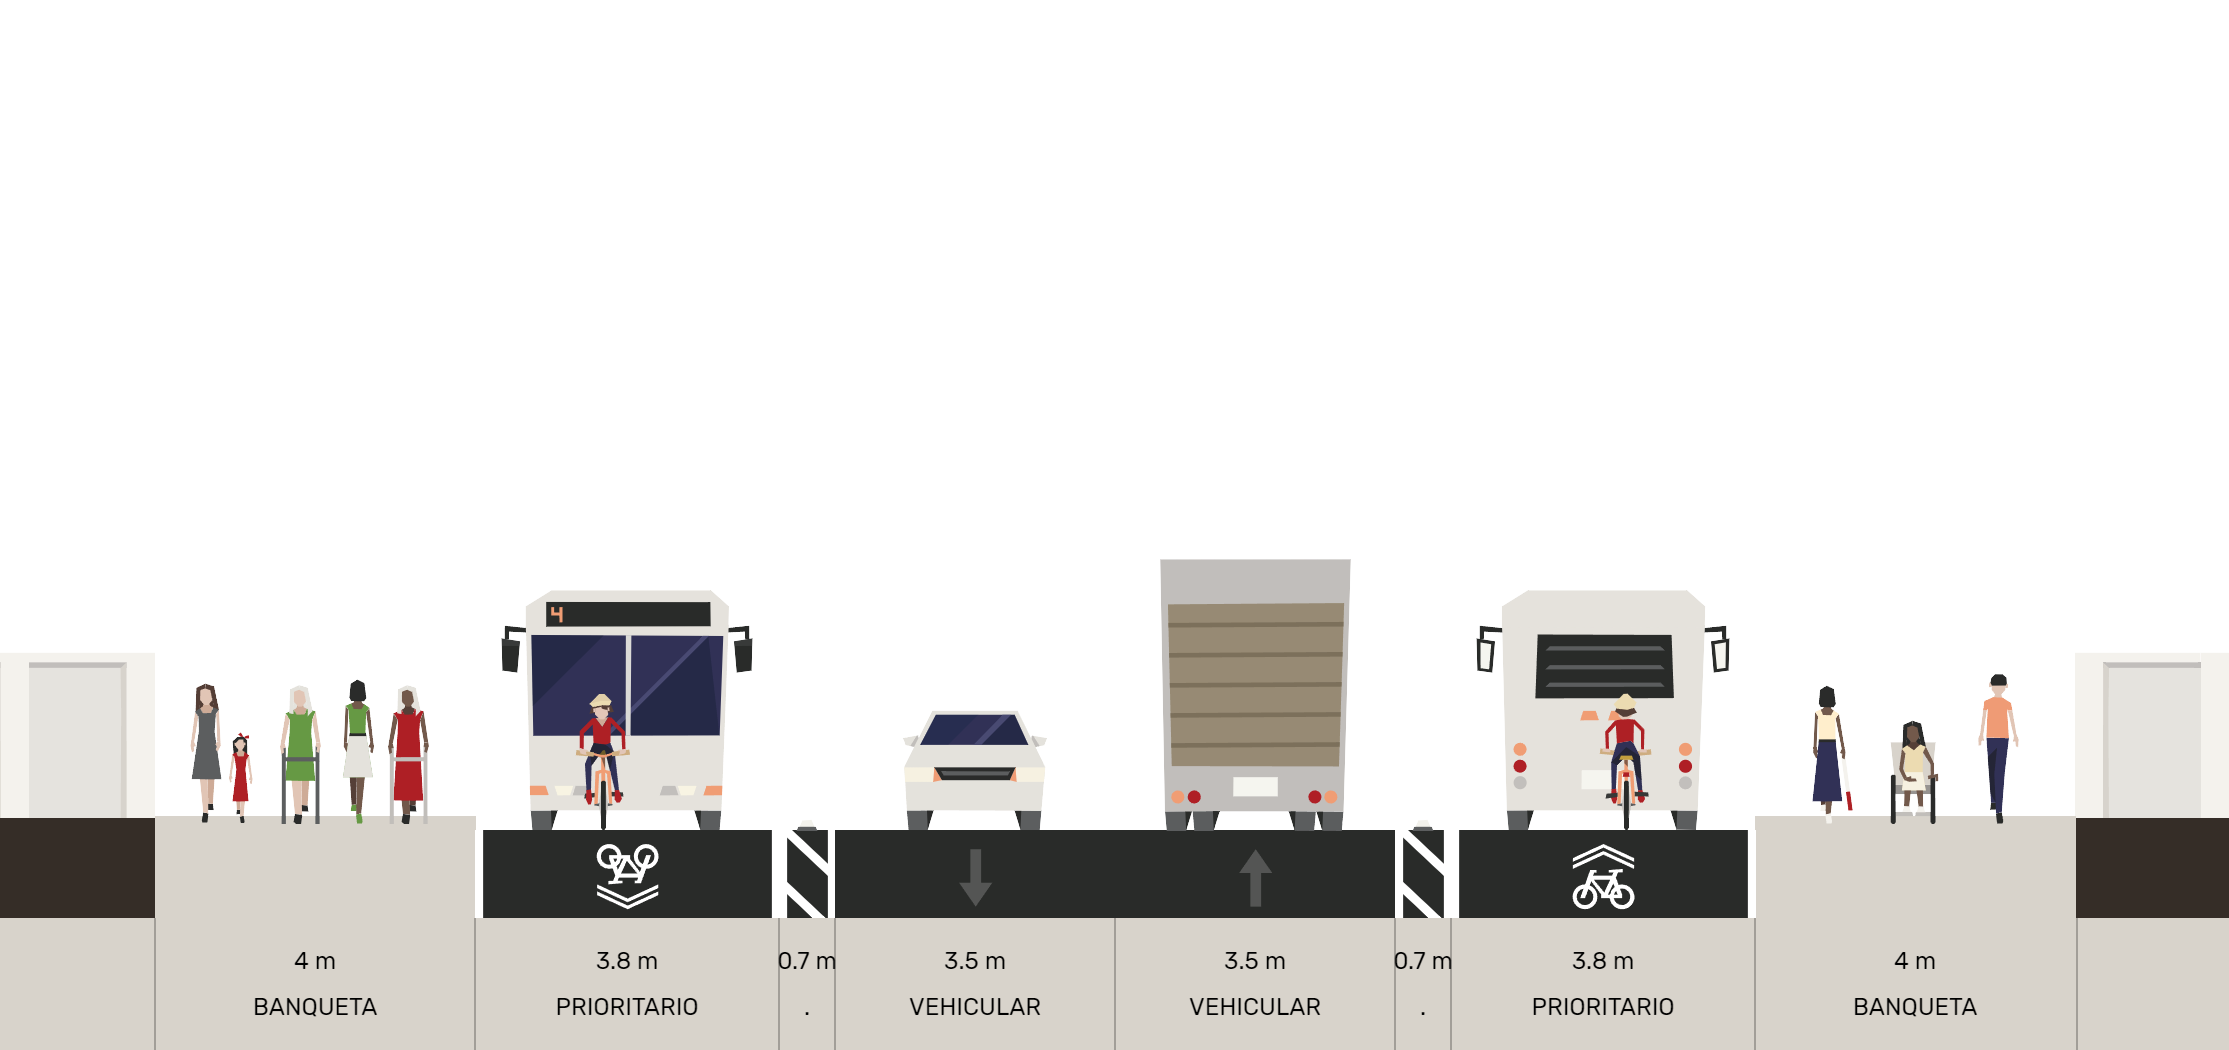 4
4 m
3.8 m
0.7 m
3.5 m
3.5 m
0.7 m
3.8 m
4 m
BANQUETA
PRIORITARIO
.
VEHICULAR
VEHICULAR
.
PRIORITARIO
BANQUETA